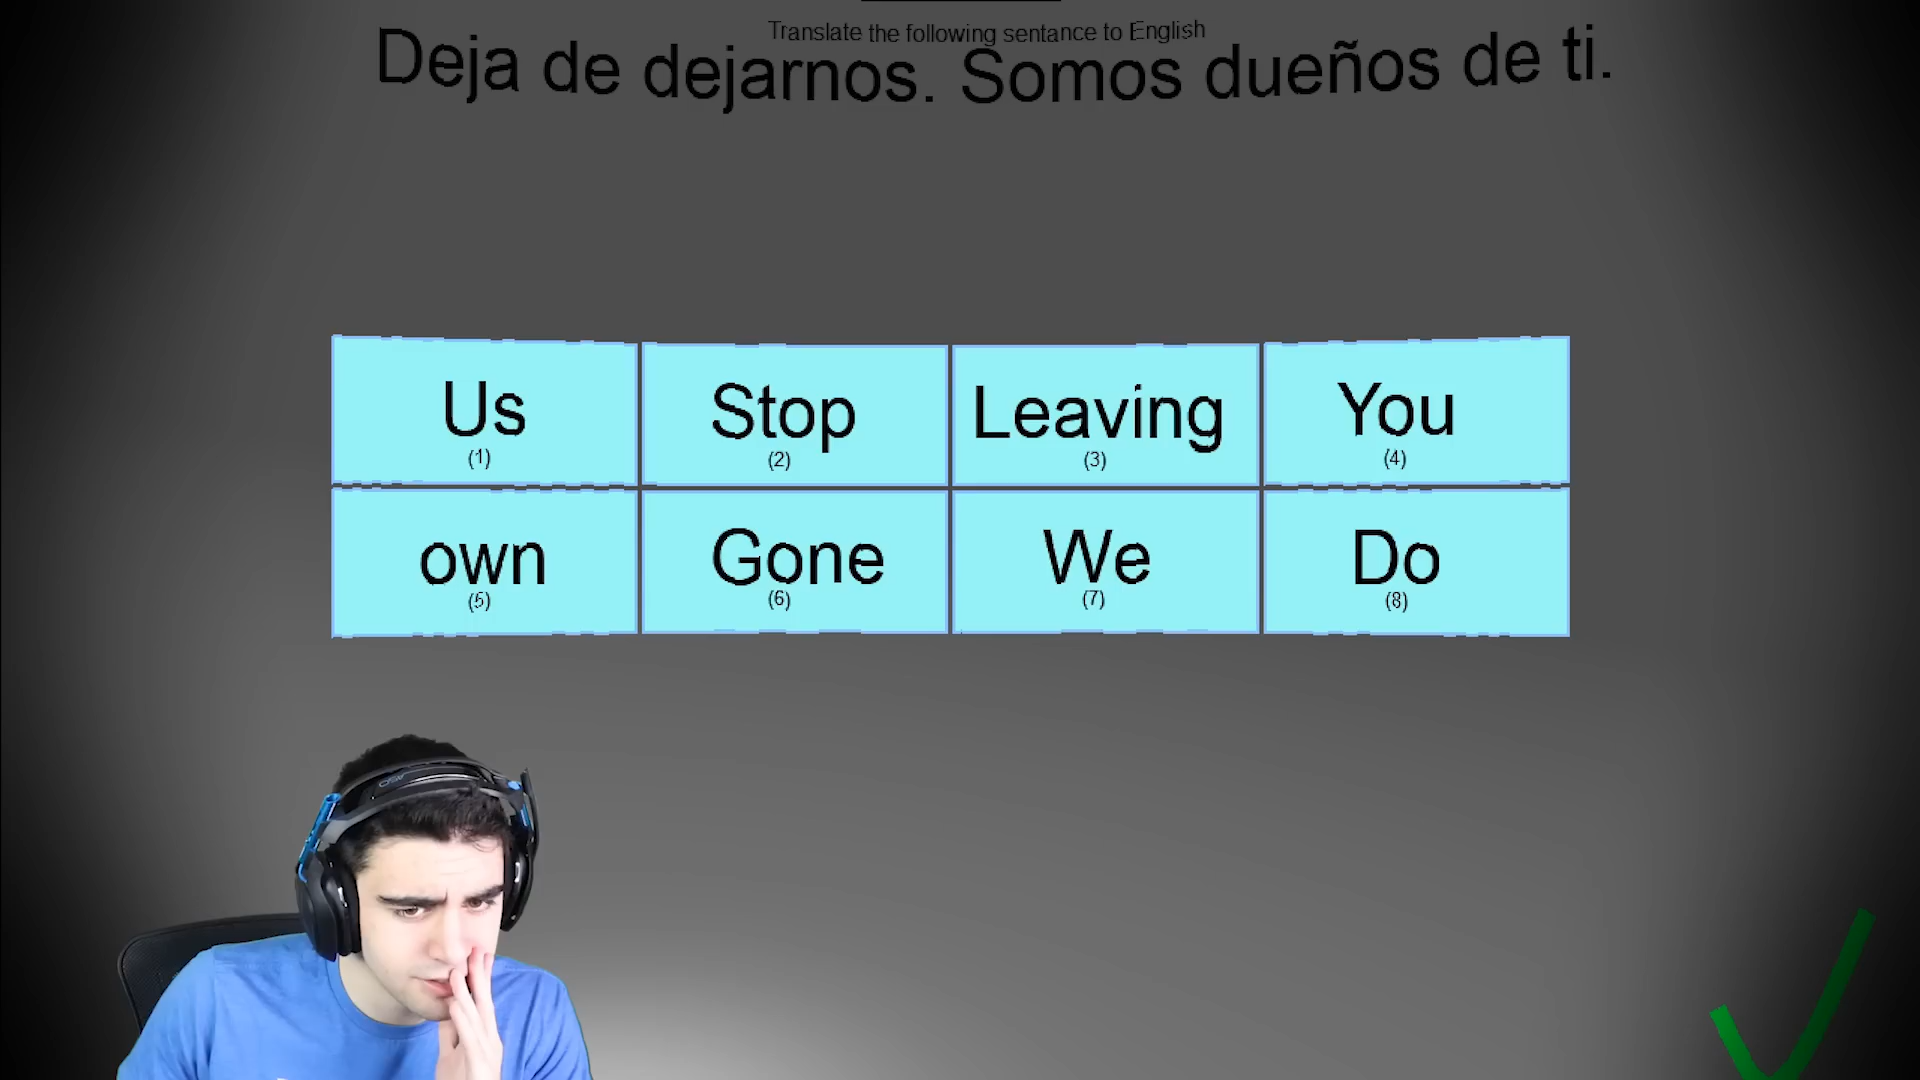 Translate the following sentance to English
Deja de dejarnos. Somos dueños de ti.
Us
(1)
Stop
(2)
Leaving
(3)
You
(4)
own
(5)
Gone
(6)
We
(7)
Do
(8)